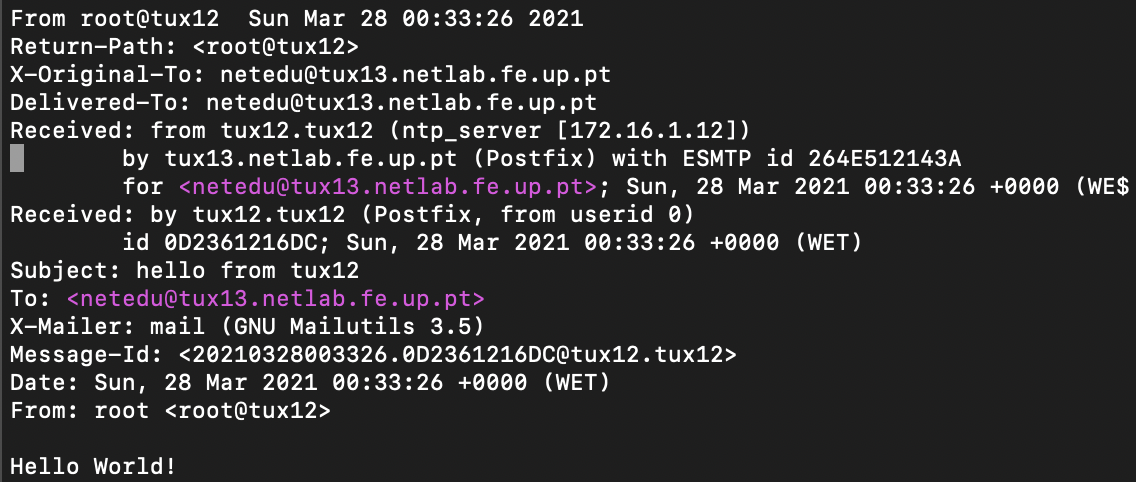 From root@tux12  Sun Mar 28 00:33:26 2021
Return-Path: <root@tux12>
X-Original-To: netedu@tux13.netlab.fe.up.pt
Delivered-To: netedu@tux13.netlab.fe.up.pt
Received: from tux12.tux12 (ntp_server [172.16.1.12])
        by tux13.netlab.fe.up.pt (Postfix) with ESMTP id 264E512143A
        for <netedu@tux13.netlab.fe.up.pt>; Sun, 28 Mar 2021 00:33:26 +0000 (WE$
Received: by tux12.tux12 (Postfix, from userid 0)
        id 0D2361216DC; Sun, 28 Mar 2021 00:33:26 +0000 (WET)
Subject: hello from tux12
To: <netedu@tux13.netlab.fe.up.pt>
X-Mailer: mail (GNU Mailutils 3.5)
Message-Id: <20210328003326.0D2361216DC@tux12.tux12>
Date: Sun, 28 Mar 2021 00:33:26 +0000 (WET)
From: root <root@tux12>

Hello World!